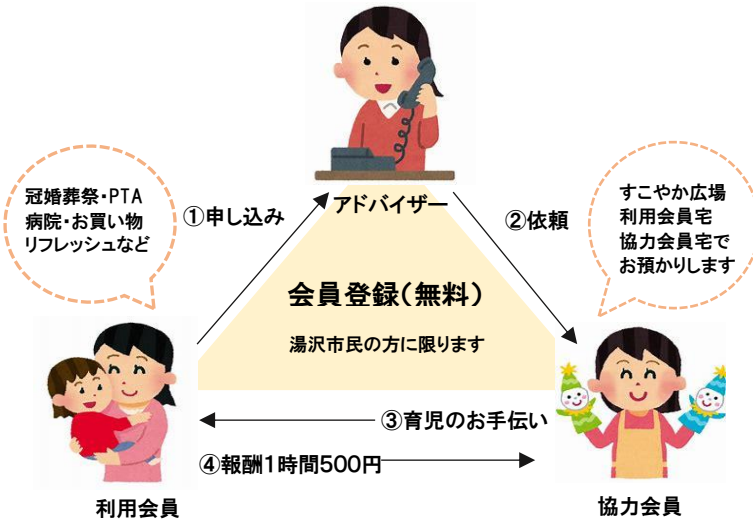 アドバイザー
冠婚葬祭・PTA
病院・お買い物
リフレッシュなど
①申し込み
②依頼
すこやか広場
利用会員宅
協力会員宅で
お預かりします
会員登録(無料)
湯沢市民の方に限ります
③育児のお手伝い
④報酬1時間500円
利用会員
協力会員